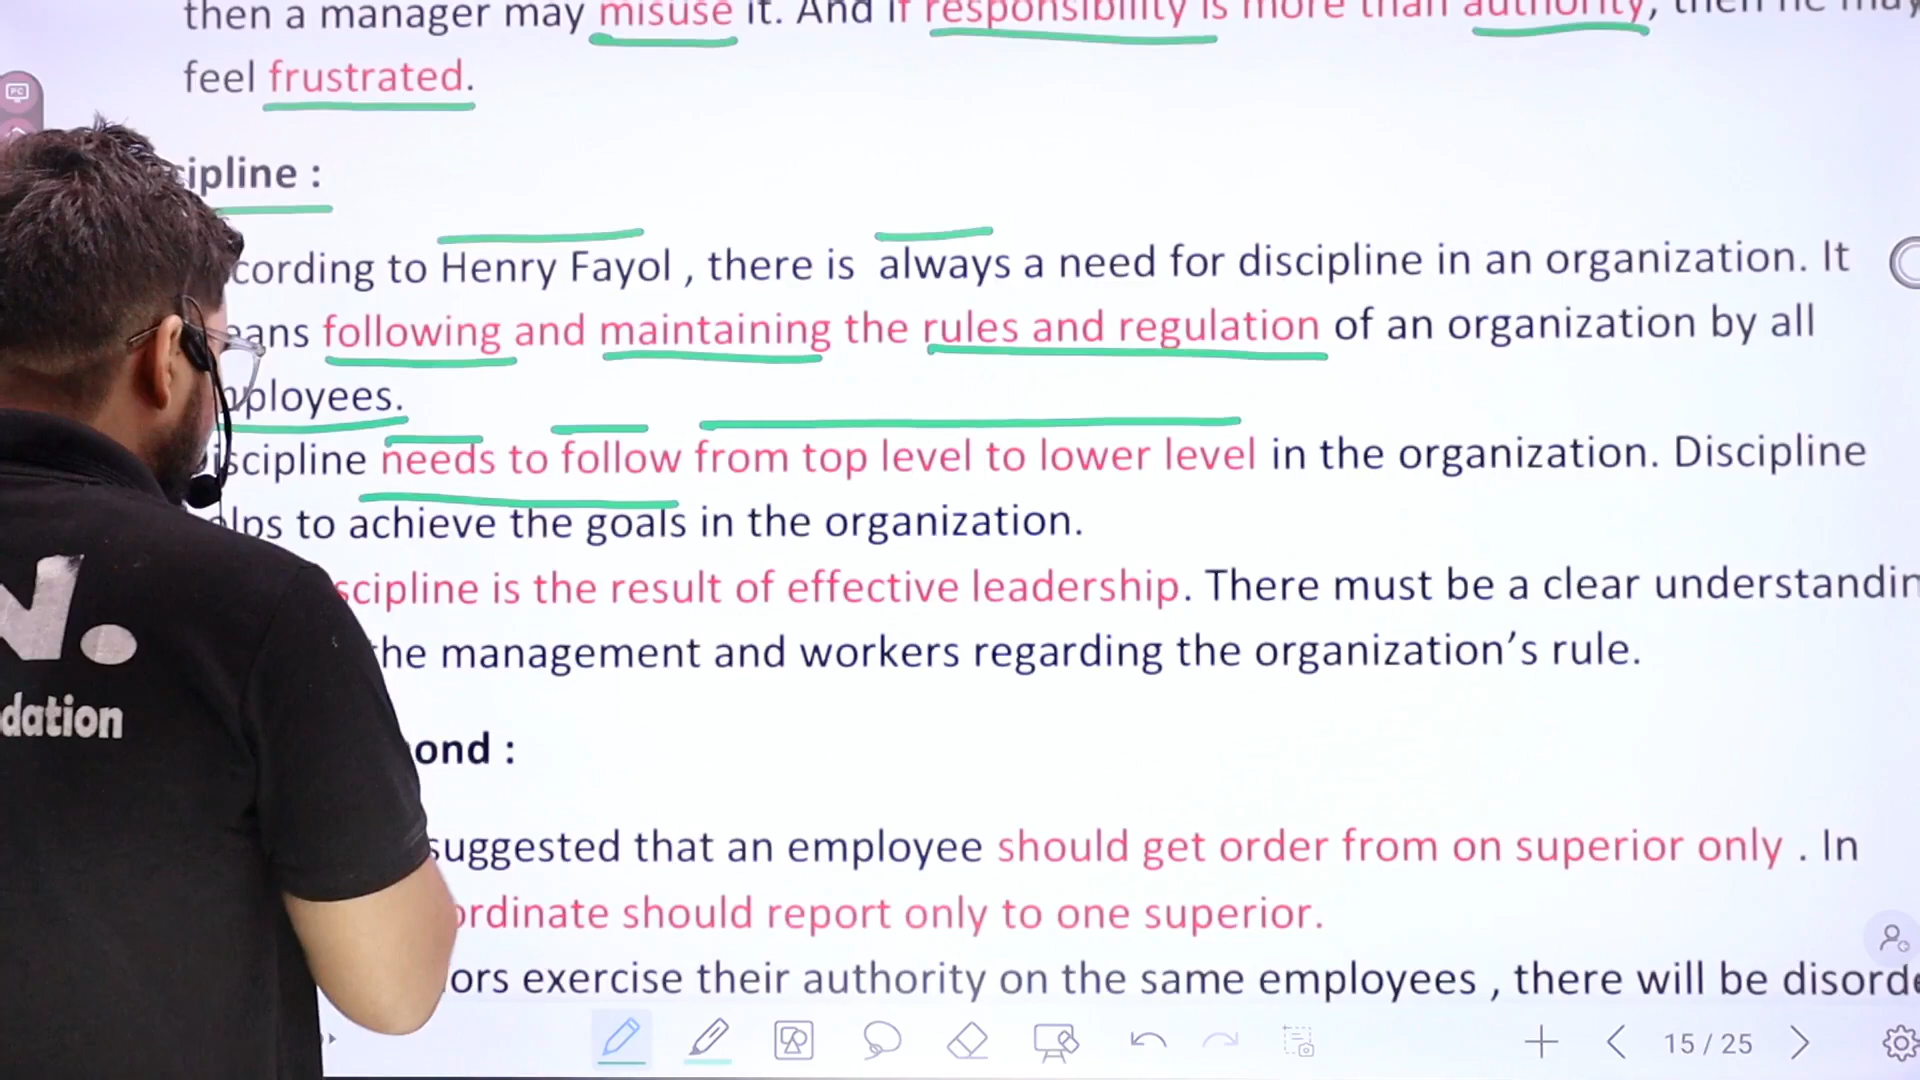 then a manager may misuse it. And if responsibility is more than authority, then he may
feel frustrated.
cipline :
cording to Henry Fayol , there is always a need for discipline in an organization. It
eans following and maintaining the rules and regulation of an organization by all
ployees.
iscipline needs to follow from top level to lower level in the organization. Discipline
elps to achieve the goals in the organization.
scipline is the result of effective leadership. There must be a clear understandin
he management and workers regarding the organization's rule.
ond :
suggested that an employee should get order from on superior only . In
ordinate should report only to one superior.
ors exercise their authority on the same employees , there will be disorde
15 / 25
PC
dation